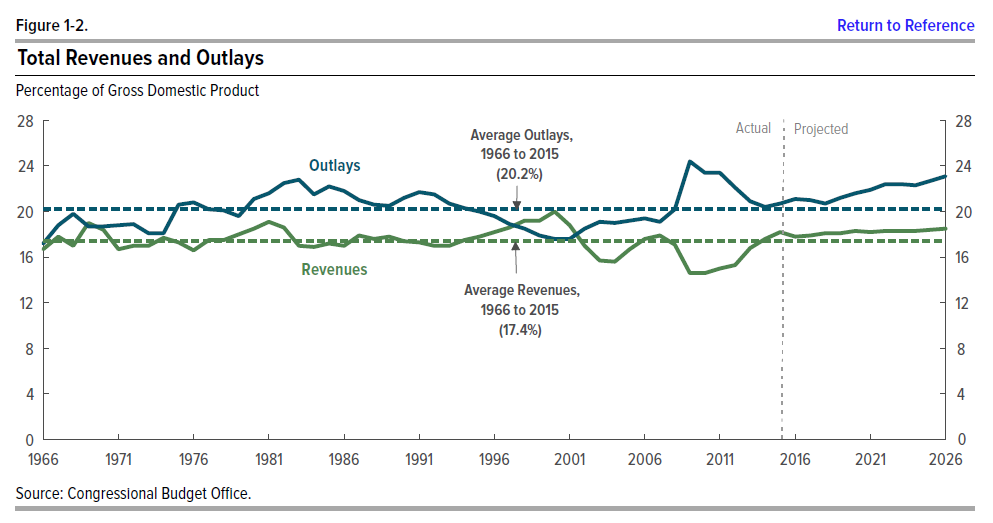 Figure 1-2.
Return to Reference
Total Revenues and Outlays
Percentage of Gross Domestic Product
28
24
20
16
12
8
4
0
28
24
20
16
12
8
4
0
Actual
Projected
Average Outlays,
1966 to 2015
(20.2%)
Outlays
Revenues
Average Revenues,
1966 to 2015
(17.4%)
1966 1971 1976 1981 1986 1991 1996 2001 2006 2011 2016 2021 2026
Source: Congressional Budget Office.